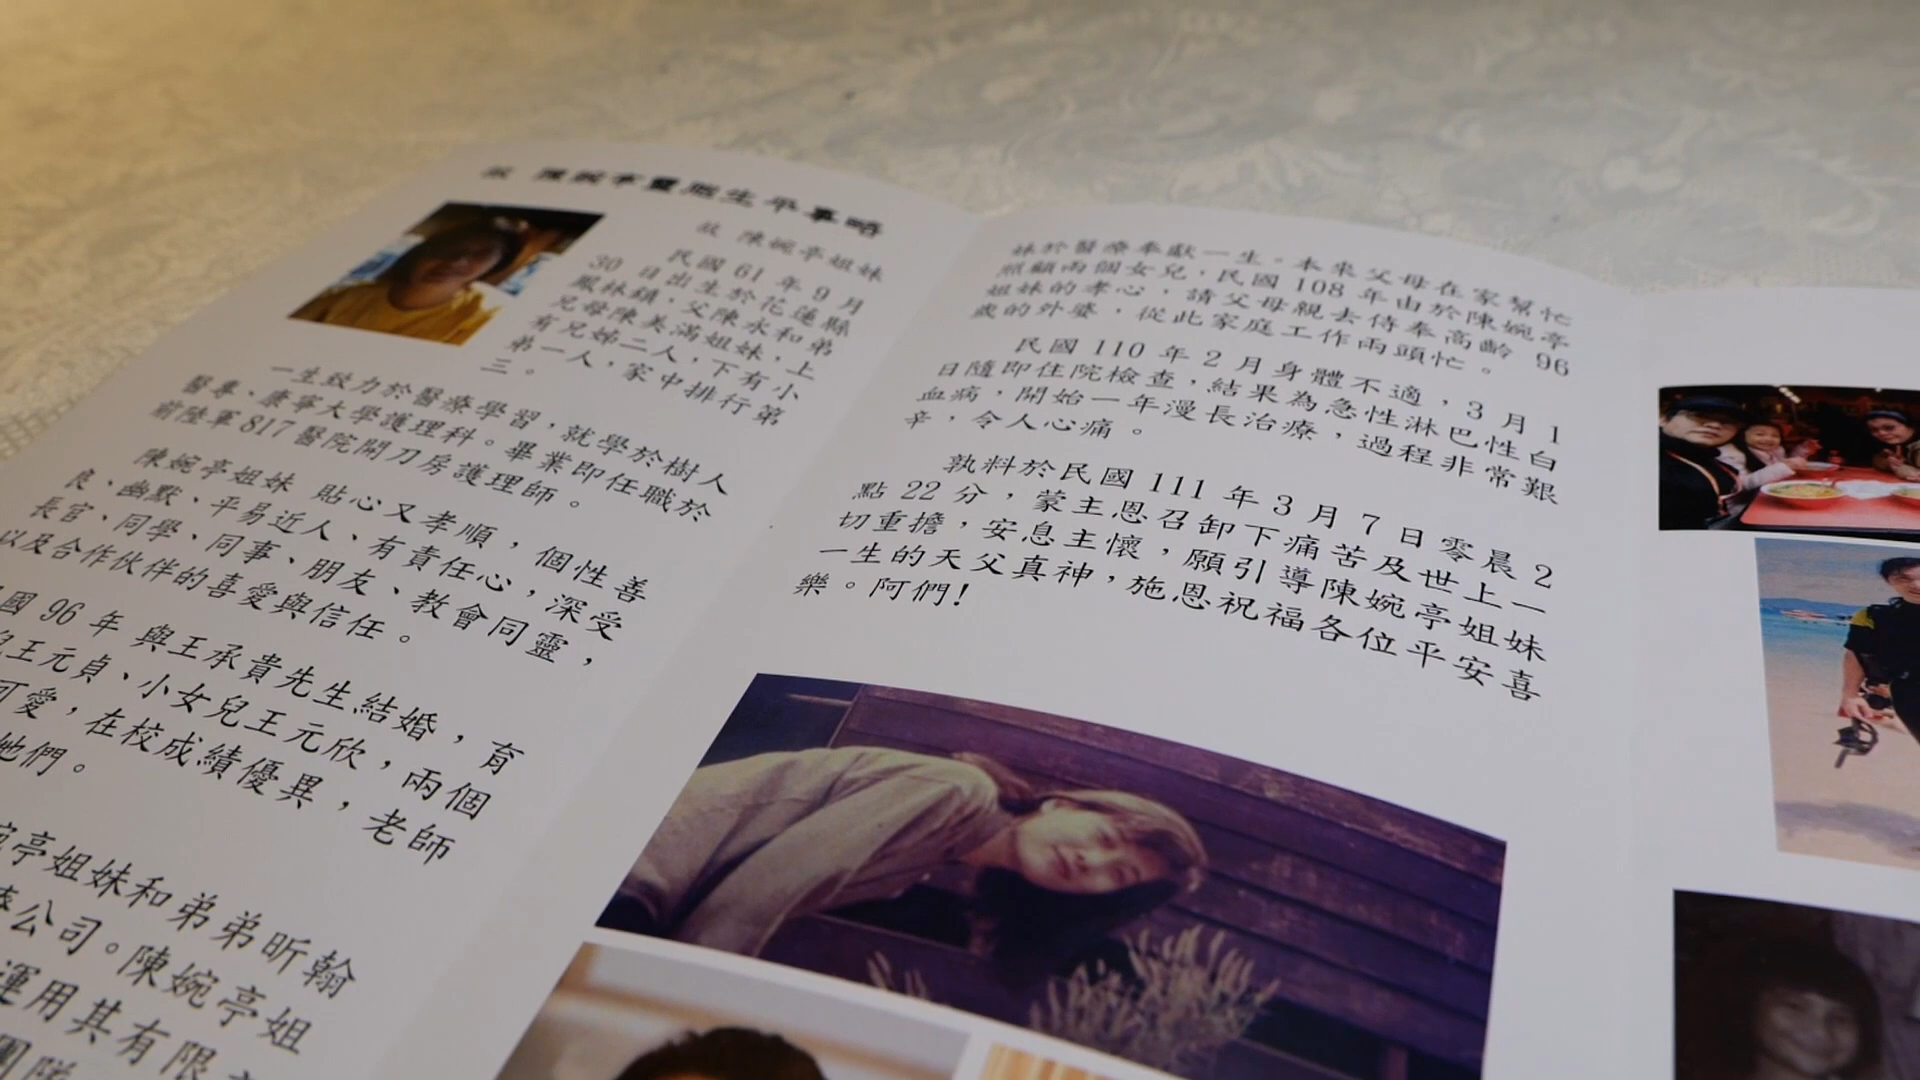 故 陳婉亭靈胞生平事略
故 陳婉亭姐妹
民國 61 年 9 月
30 日出生於花蓮縣
鳳林鎮，父陳永和弟
兄母陳美滿姐妹，上
有兄姊二人，下有小
弟一人，家中排行第
三。
一生致力於醫療學習，就學於樹人
醫專、康寧大學護理科。畢業即任職於
前陸軍 817 醫院開刀房護理師。
陳婉亭姐妹 貼心又孝順，個性善
良、幽默、平易近人、有責任心，深受
長官、同學、同事、朋友、教會同靈，
以及合作伙伴的喜愛與信任。
國 96 年 與王承貴先生結婚，育
兒王元貞、小女兒王元欣，兩個
可愛，在校成績優異，老師
她們。
婉亭姐妹和弟弟昕翰
公司。陳婉亭姐
運用其有限
團隊
妹於醫療奉獻一生。本來父母在家幫忙
照顧兩個女兒，民國 108 年由於陳婉亭
姐妹的孝心，請父母親去侍奉高齡 96
歲的外婆，從此家庭工作兩頭忙。
民國 110 年 2 月身體不適，3 月 1
日隨即住院檢查，結果為急性淋巴性白
血病，開始一年漫長治療，過程非常艱
辛，令人心痛。
孰料於民國 111 年 3 月 7 日零晨 2
點 22 分，蒙主恩召卸下痛苦及世上一
切重擔，安息主懷，願引導陳婉亭姐妹
一生的天父真神，施恩祝福各位平安喜
樂。阿們!